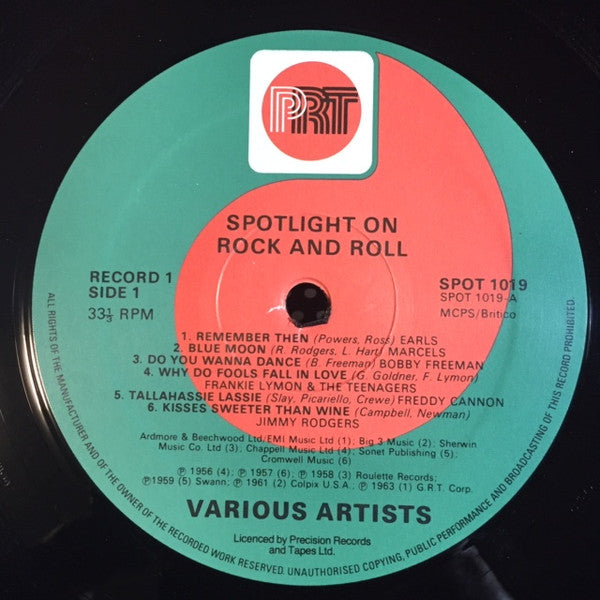 PRT
SPOTLIGHT ON
ROCK AND ROLL
RECORD 1
SIDE 1
33⅓ RPM
SPOT 1019
SPOT 1019-A
MCPS/Britico
1. REMEMBER THEN (Powers, Ross) EARLS
2. BLUE MOON (R. Rodgers, L. Hart) MARCELS
3. DO YOU WANNA DANCE (B. Freeman) BOBBY FREEMAN
4. WHY DO FOOLS FALL IN LOVE (G. Goldner, F. Lymon)
FRANKIE LYMON & THE TEENAGERS
5. TALLAHASSIE LASSIE (Slay, Picariello, Crewe) FREDDY CANNON
6. KISSES SWEETER THAN WINE (Campbell, Newman)
JIMMY RODGERS
Ardmore & Beechwood Ltd/EMI Music Ltd (1); Big 3 Music (2); Sherwin
Music Co. Ltd (3); Chappell Music Ltd (4); Sonet Publishing (5);
Cromwell Music (6)
℗ 1956 (4); ℗ 1957 (6); ℗ 1958 (3) Roulette Records;
℗1959 (5) Swann; ℗ 1961 (2) Colpix U.S.A.; ℗ 1963 (1) G.R.T. Corp.
VARIOUS ARTISTS
Licenced by Precision Records
and Tapes Ltd.
ALL RIGHTS OF THE MANUFACTURER AND OF THE OWNER OF THE RECORDED WORK RESERVED. UNAUTHORISED COPYING, PUBLIC PERFORMANCE AND BROADCASTING OF THIS RECORD PROHIBITED.